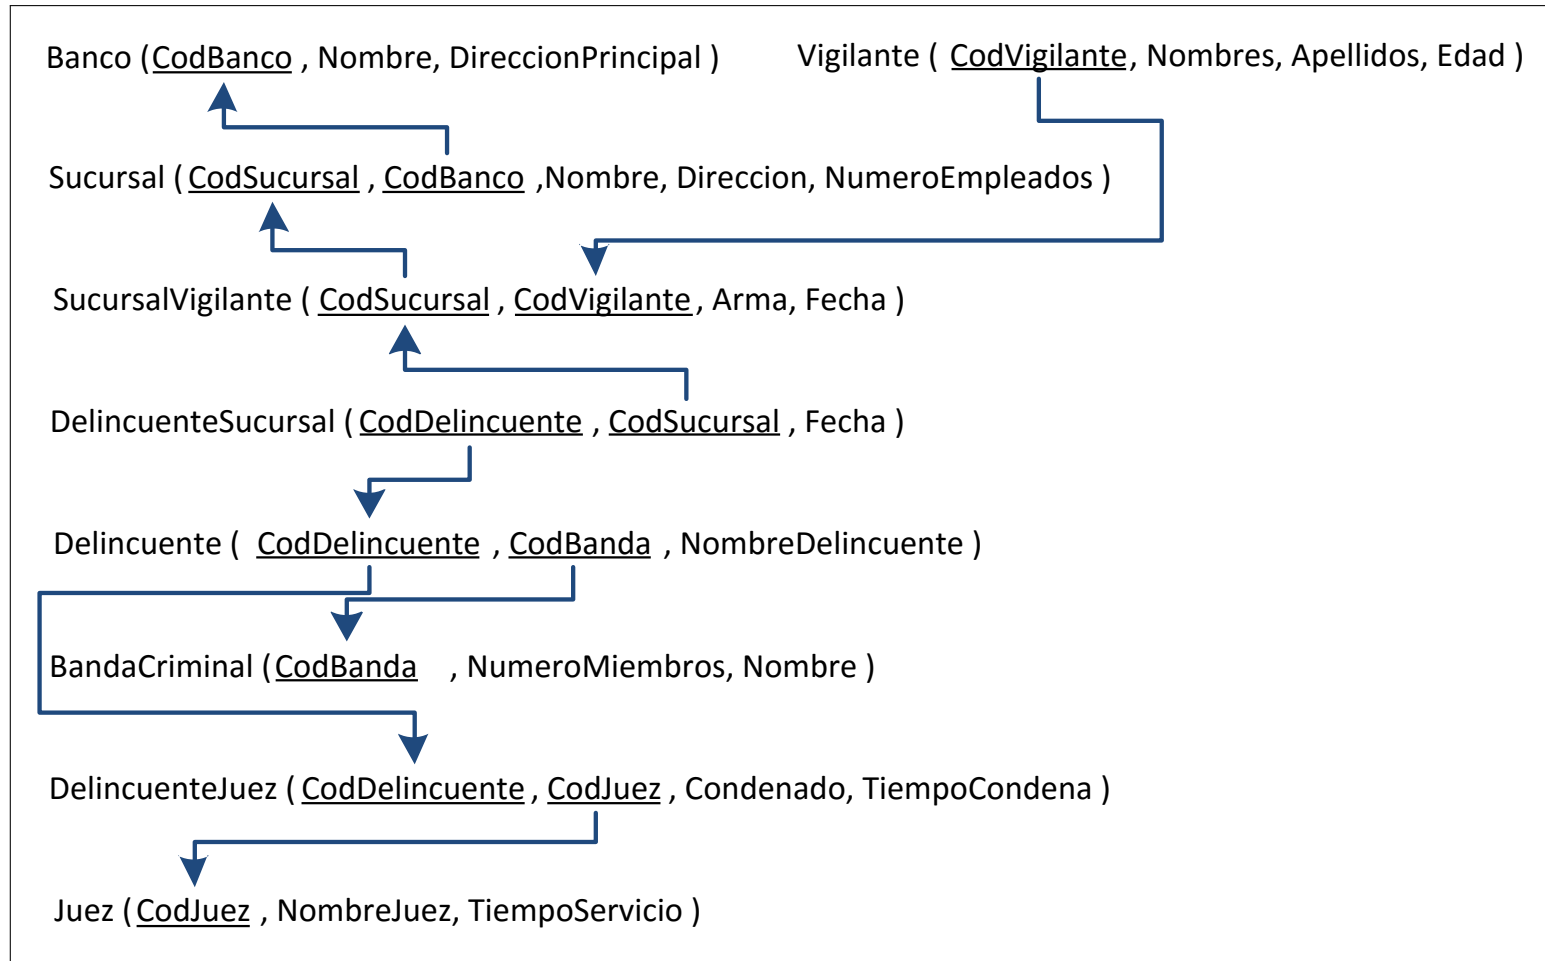 Banco (CodBanco , Nombre, DireccionPrincipal )
Vigilante ( CodVigilante, Nombres, Apellidos, Edad )
Sucursal (CodSucursal , CodBanco ,Nombre, Direccion, NumeroEmpleados )
SucursalVigilante ( CodSucursal , CodVigilante, Arma, Fecha )
DelincuenteSucursal (CodDelincuente , CodSucursal , Fecha )
Delincuente ( CodDelincuente , CodBanda , NombreDelincuente )
BandaCriminal (CodBanda , NumeroMiembros, Nombre )
DelincuenteJuez (CodDelincuente, CodJuez , Condenado, TiempoCondena )
Juez (CodJuez , NombreJuez, TiempoServicio )